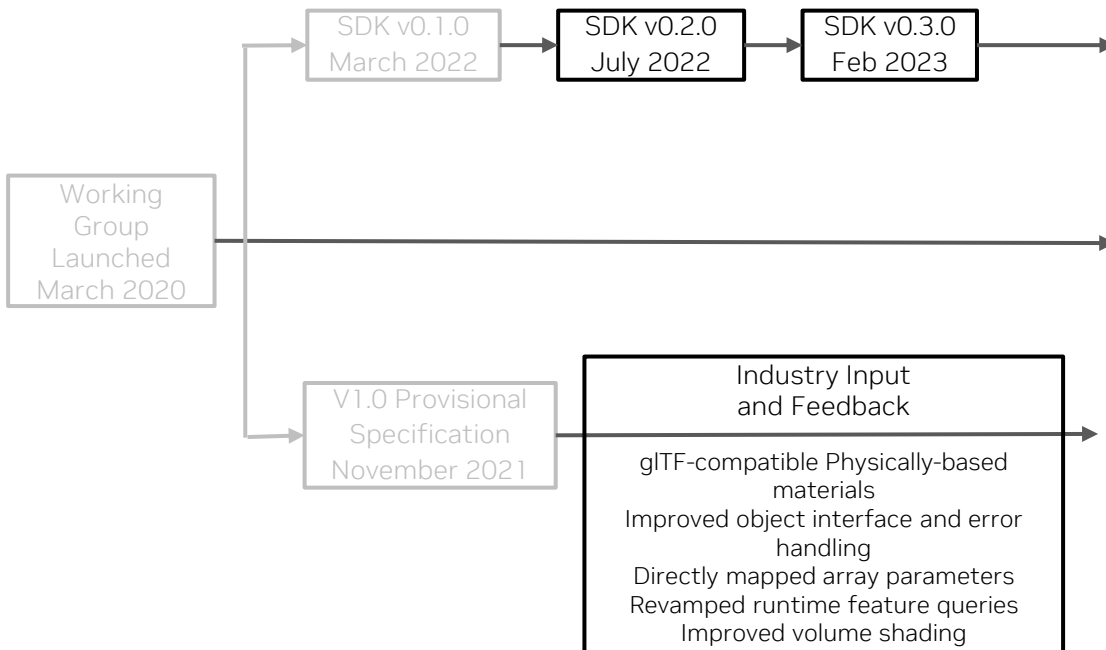 SDK v0.1.0
March 2022
SDK v0.2.0
July 2022
SDK v0.3.0
Feb 2023
Working
Group
Launched
March 2020
V1.0 Provisional
Specification
November 2021
Industry Input
and Feedback
glTF-compatible Physically-based
materials
Improved object interface and error
handling
Directly mapped array parameters
Revamped runtime feature queries
Improved volume shading